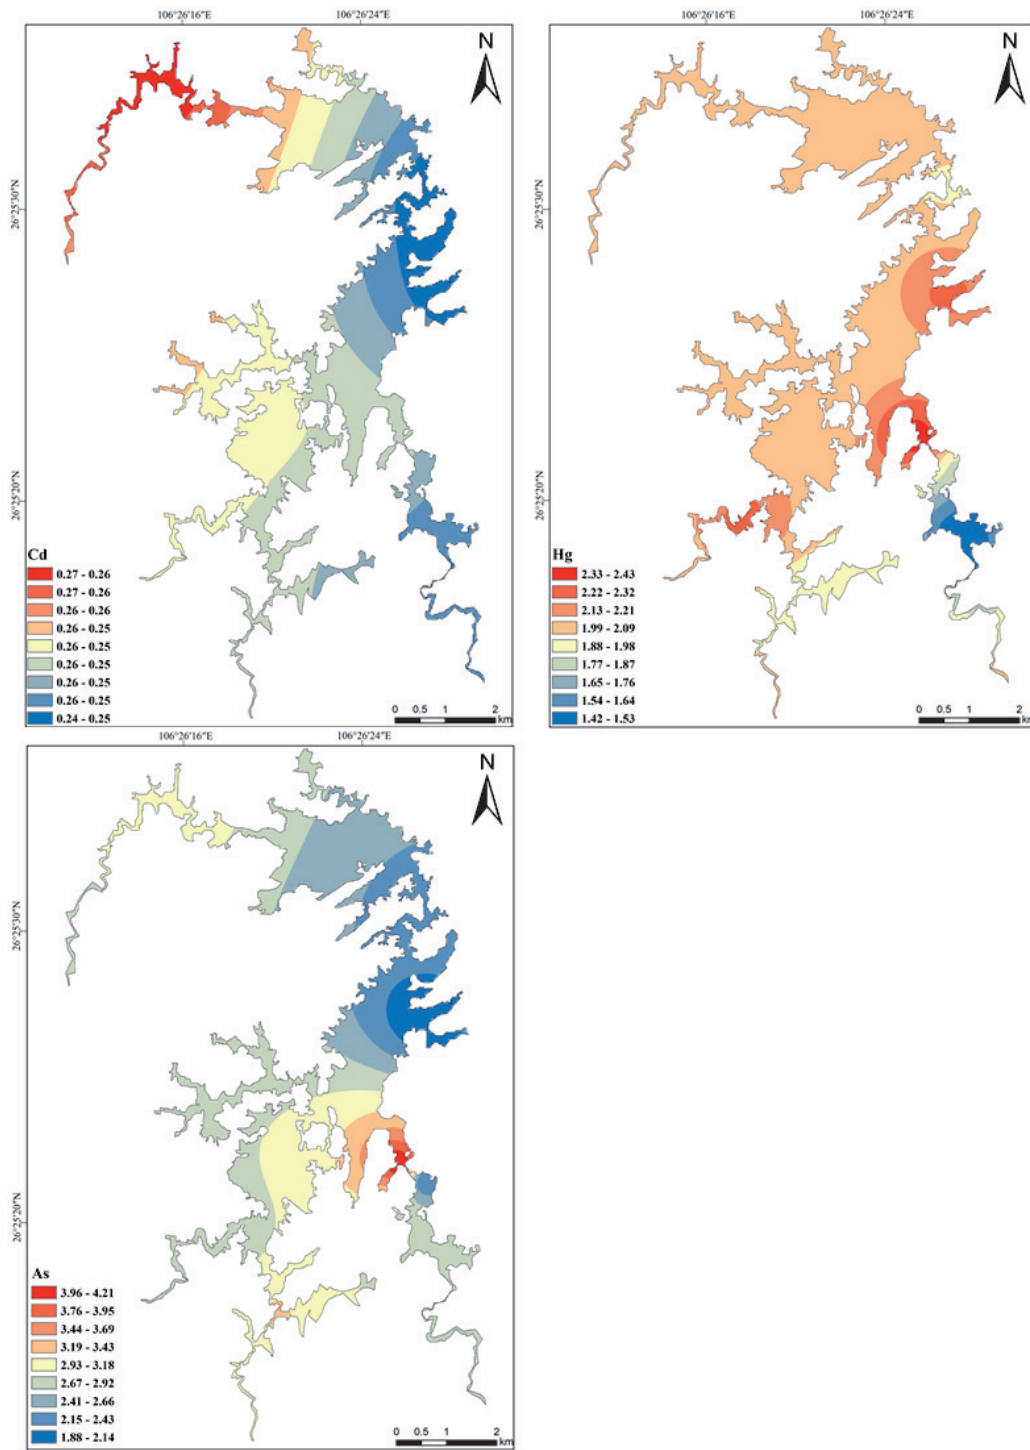 106°26'16"E 106°26'24"E
106°26'24"E
N
N
26°25'30"N
26°25'30"N
26°25'20"N
26°25'20"N
Cd
0.27 - 0.26
0.27 - 0.26
0.26 - 0.26
0.26 - 0.25
0.26 - 0.25
0.26 - 0.25
0.26 - 0.25
0.26 - 0.25
0.24 - 0.25
0 0.5 1 2
km
Hg
2.33 - 2.43
2.22 - 2.32
2.13 - 2.21
1.99 - 2.09
1.88 - 1.98
1.77 - 1.87
1.65 - 1.76
1.54 - 1.64
1.42 - 1.53
0 0.5 1 2
km
106°26'16"E 106°26'24"E
N
26°25'30"N
26°25'20"N
As
3.96 - 4.21
3.76 - 3.95
3.44 - 3.69
3.19 - 3.43
2.93 - 3.18
2.67 - 2.92
2.41 - 2.66
2.15 - 2.43
1.88 - 2.14
0 0.5 1 2
km